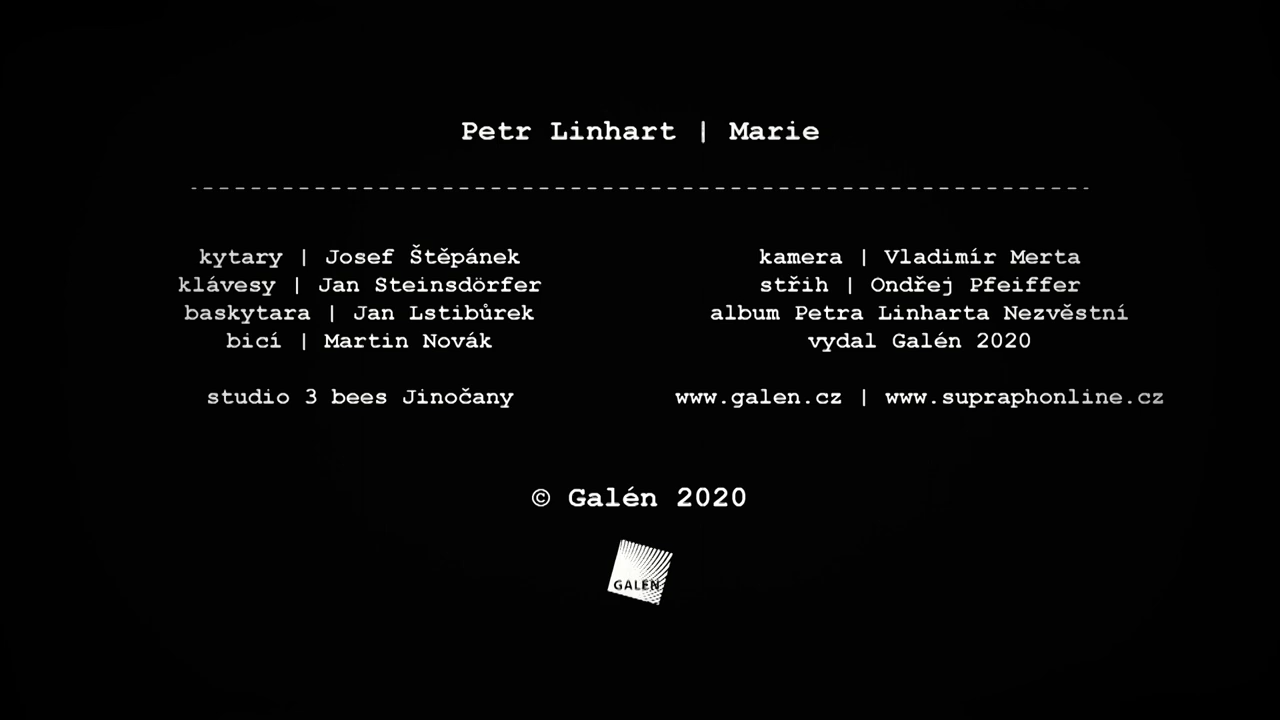 Petr Linhart | Marie
kytary | Josef Štěpánek
klávesy | Jan Steinsdörfer
baskytara | Jan Lstibůrek
bicí | Martin Novák
studio 3 bees Jinočany
kamera | Vladimír Merta
střih | Ondřej Pfeiffer
album Petra Linharta Nezvěstní
vydal Galén 2020
www.galen.cz | www.supraphonline.cz
© Galén 2020
GALÉN